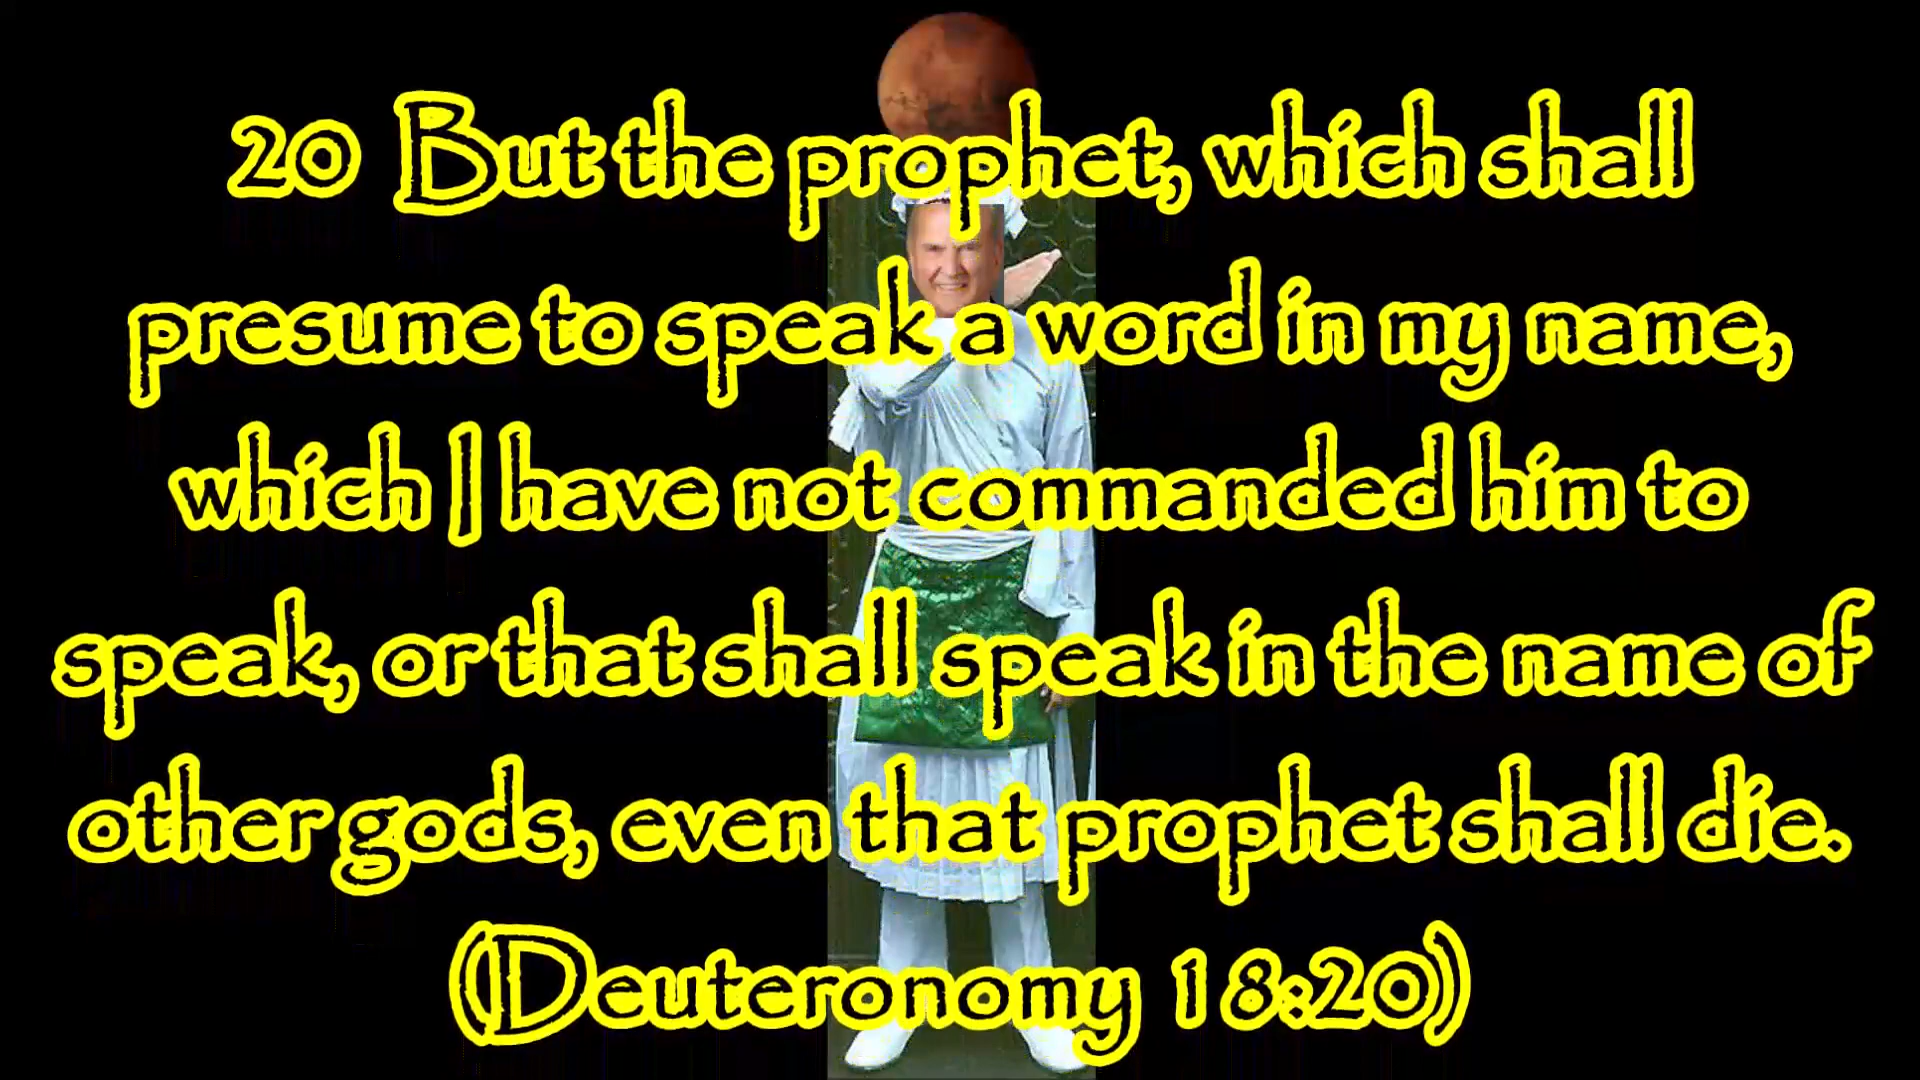 20 But the prophet, which shall
presume to speak a word in my name,
which I have not commanded him to
speak, or that shall speak in the name of
other gods, even that prophet shall die.
(Deuteronomy 18:20)